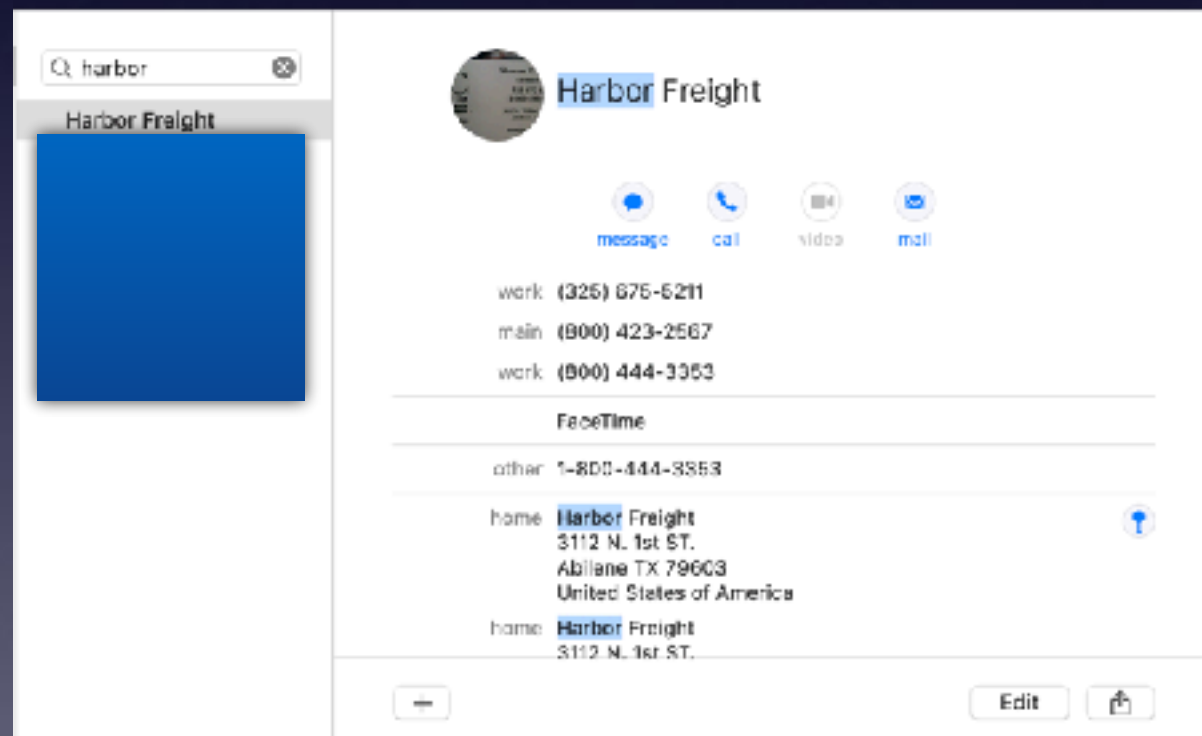 harbor
Harbor Freight
Harbor Freight
message call video mail
work (325) 675-5211
main (800) 423-2567
work (800) 444-3353
FaceTime
other 1-800-444-3353
home Harbor Freight
3112 N. 1st ST.
Abilene TX 79603
United States of America
home Harbor Freight
3112 N. 1st ST.
+ Edit